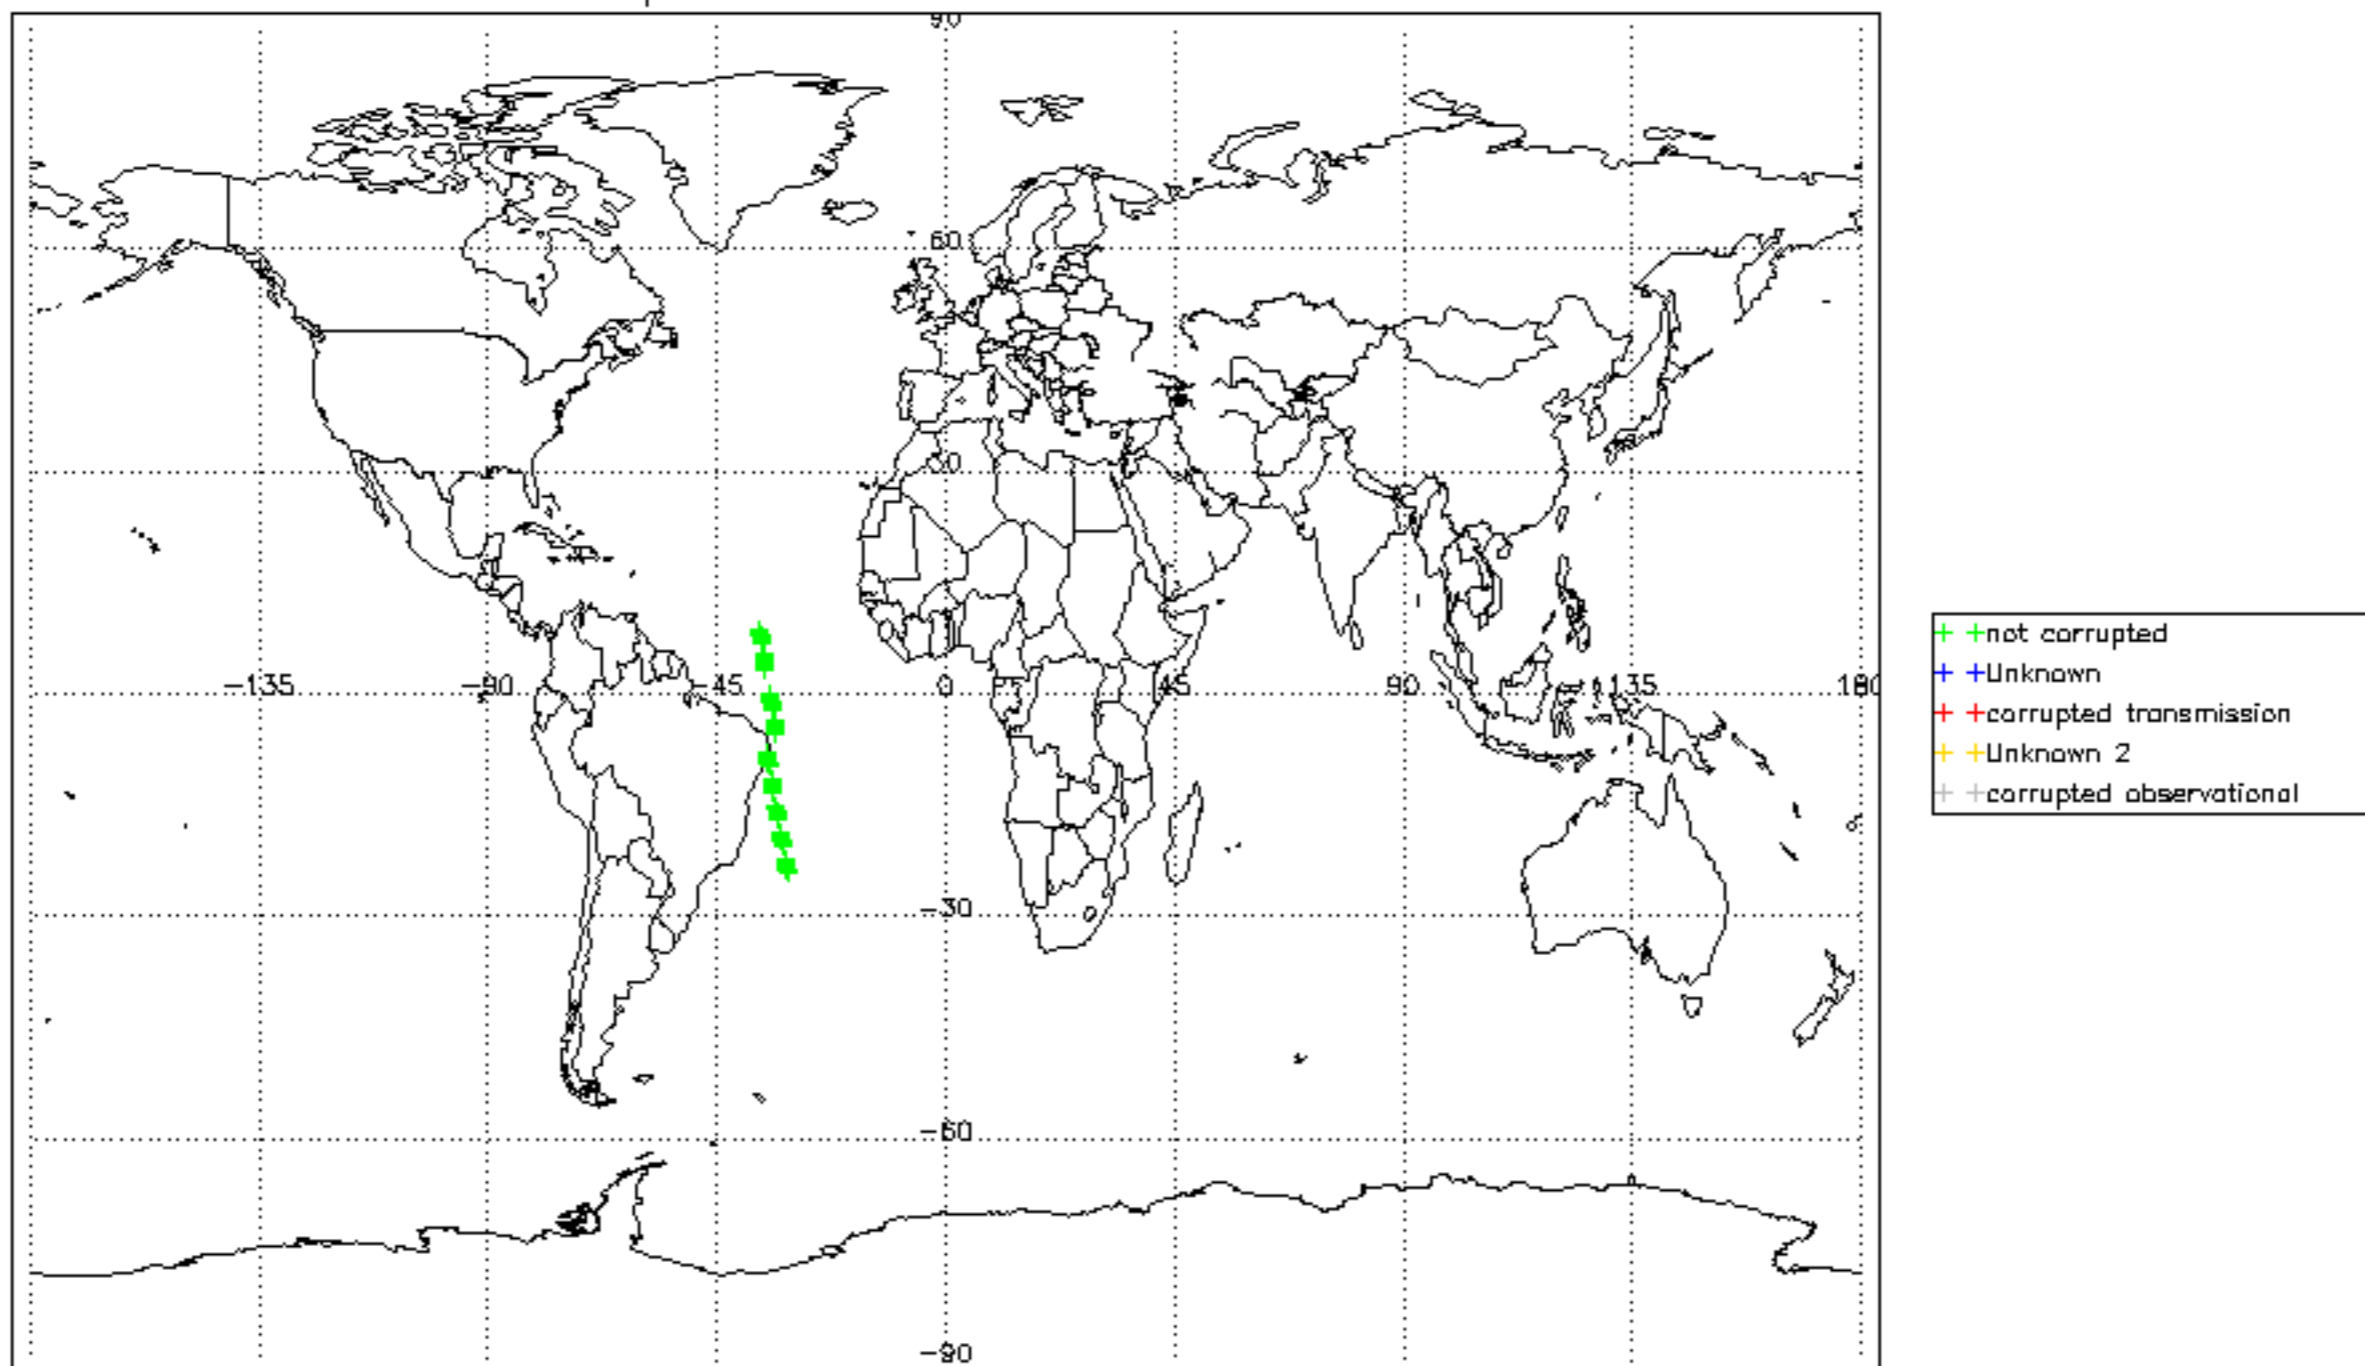 90
60
30
-135 -90 -45 0 45 90 135 180
-30
-60
-90
not corrupted
Unknown
corrupted transmission
Unknown 2
corrupted observational